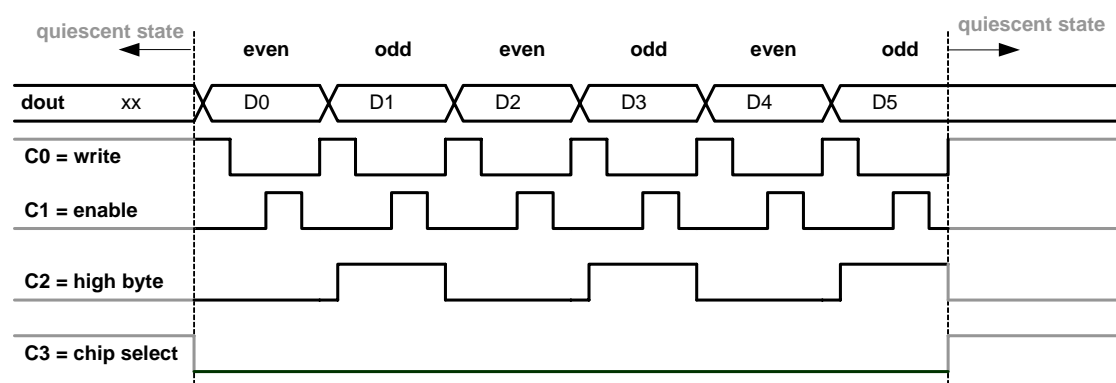 quiescent state
quiescent state
even odd even odd even odd
dout xx D0 D1 D2 D3 D4 D5
C0 = write
C1 = enable
C2 = high byte
C3 = chip select